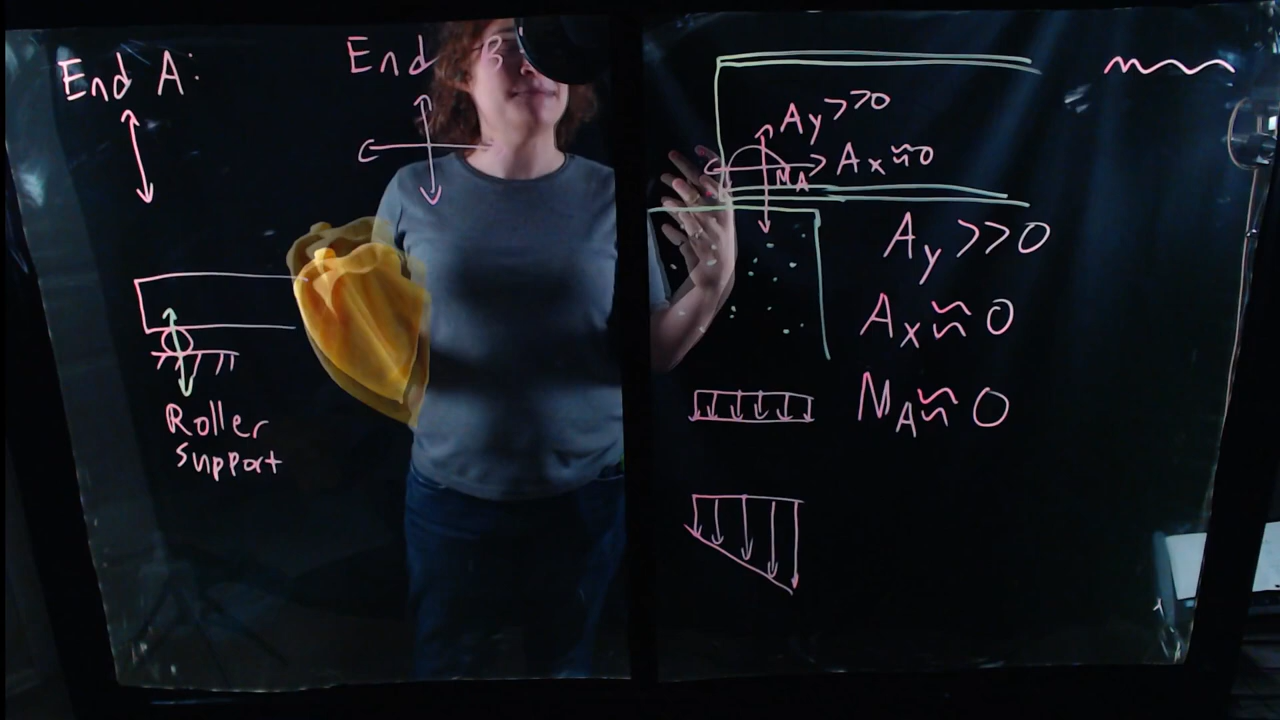 End A:
End B
Roller
support
Ay>>0
Ax≈0
MA
Ay>>0
Ax≈0
MA≈0